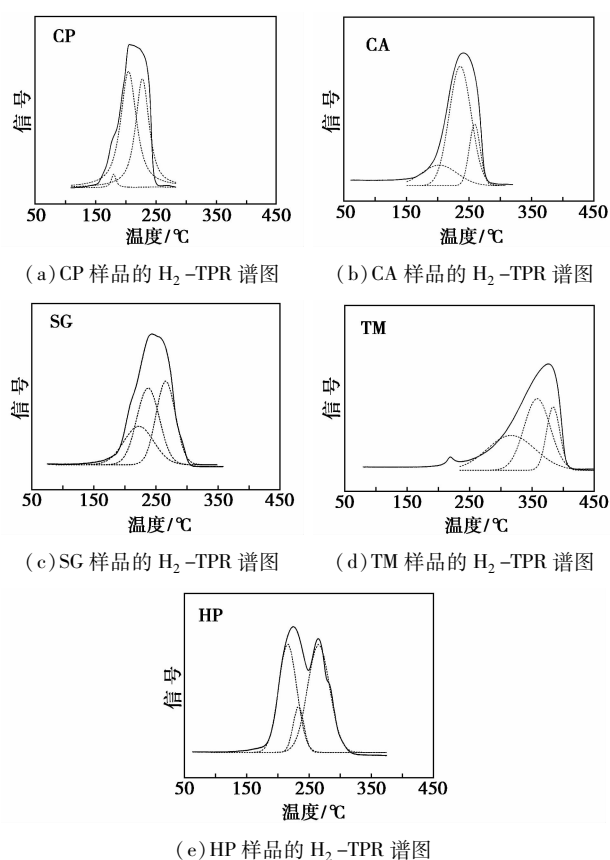 CP
信号
50 150 250 350 450
温度/℃
(a)CP 样品的 H₂-TPR 谱图
CA
信号
50 150 250 350 450
温度/℃
(b)CA 样品的 H₂-TPR 谱图
SG
信号
50 150 250 350 450
温度/℃
(c)SG 样品的 H₂-TPR 谱图
TM
信号
50 150 250 350 450
温度/℃
(d)TM 样品的 H₂-TPR 谱图
HP
信号
50 150 250 350 450
温度/℃
(e)HP 样品的 H₂-TPR 谱图